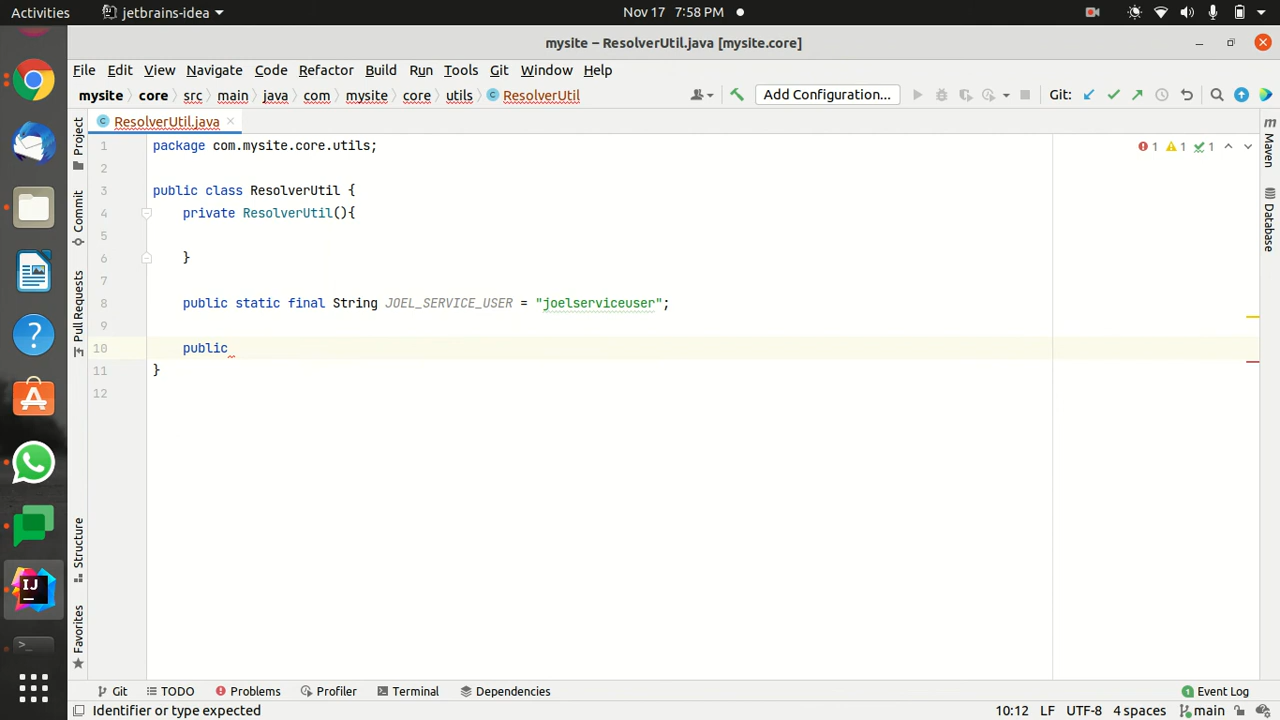 Activities jetbrains-idea Nov 17 7:58 PM
mysite – ResolverUtil.java [mysite.core]
File Edit View Navigate Code Refactor Build Run Tools Git Window Help
mysite core src main java com mysite core utils ResolverUtil Add Configuration... Git:
ResolverUtil.java
Project
Commit
Pull Requests
Structure
Favorites
Maven
Database
1 package com.mysite.core.utils;
1 1 1
2
3 public class ResolverUtil {
4 private ResolverUtil(){
5
6 }
7
8 public static final String JOEL_SERVICE_USER = "joelserviceuser";
9
10 public
11 }
12
Git TODO Problems Profiler Terminal Dependencies 1 Event Log
Identifier or type expected 10:12 LF UTF-8 4 spaces main